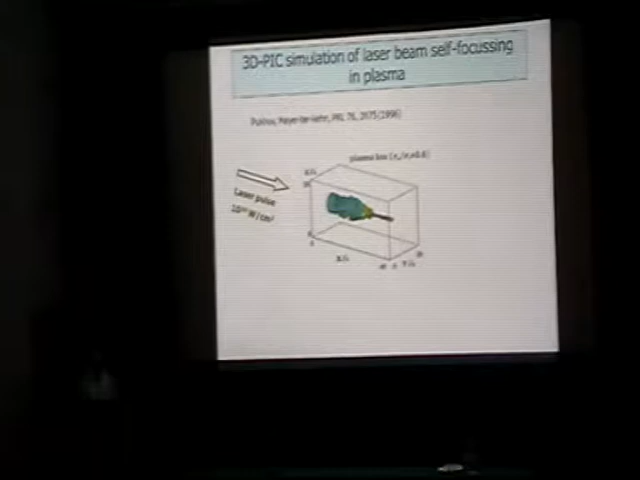 3D-PIC simulation of laser beam self-focussing
in plasma
Pukhov, Meyer-ter-Vehn, PRL 76, 3975 (1996)
plasma box
Laser pulse
W/cm²